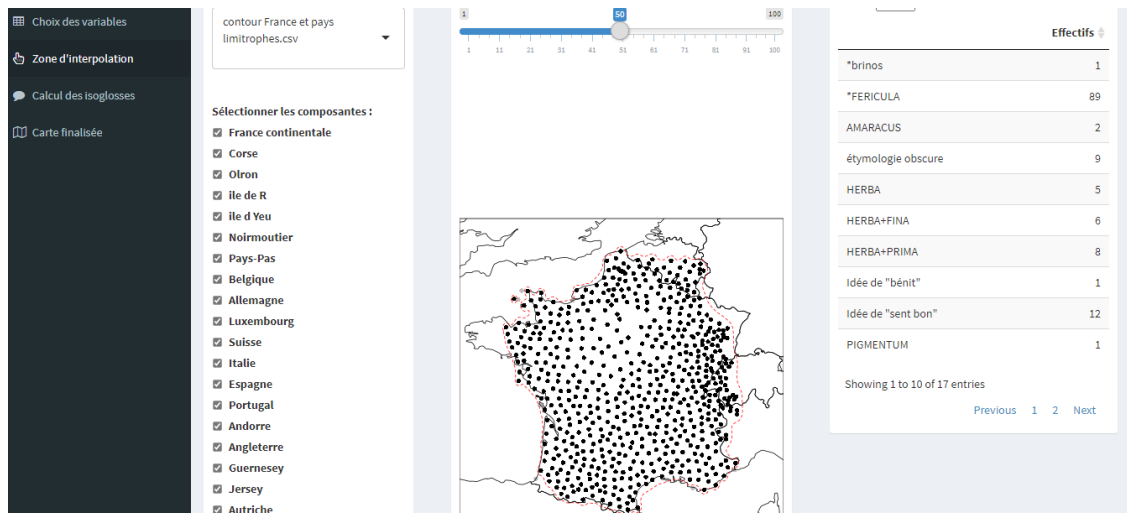 Choix des variables
Zone d'interpolation
Calcul des isoglosses
Carte finalisée
contour France et pays
limitrophes.csv
Sélectionner les composantes :
France continentale
Corse
Olron
ile de R
ile d Yeu
Noirmoutier
Pays-Pas
Belgique
Allemagne
Luxembourg
Suisse
Italie
Espagne
Portugal
Andorre
Angleterre
Guernesey
Jersey
Autriche
1 50 100
1 11 21 31 41 51 61 71 81 91 100
Effectifs
*brinos 1
*FERICULA 89
AMARACUS 2
étymologie obscure 9
HERBA 5
HERBA+FINA 6
HERBA+PRIMA 8
Idée de "bénit" 1
Idée de "sent bon" 12
PIGMENTUM 1
Showing 1 to 10 of 17 entries
Previous 1 2 Next